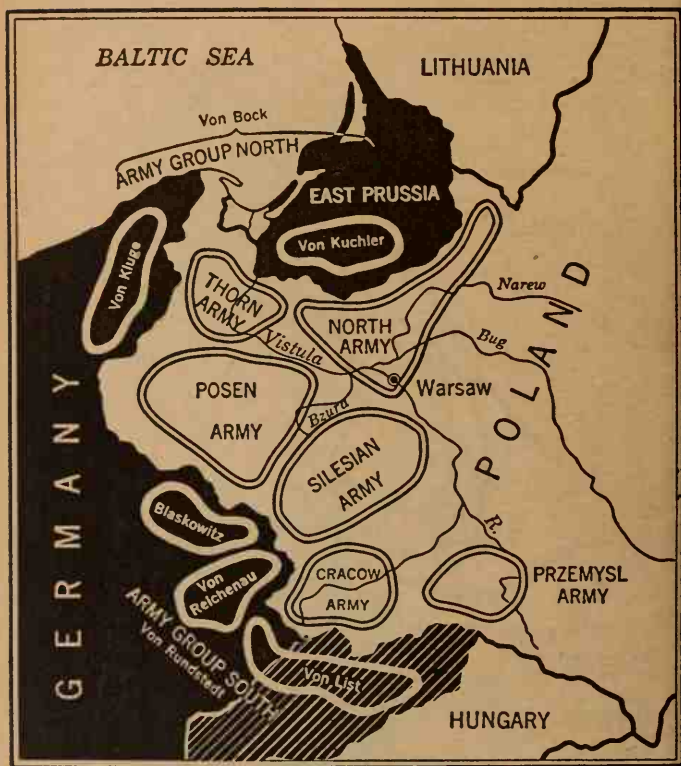 BALTIC SEA
LITHUANIA
Von Bock
ARMY GROUP NORTH
EAST PRUSSIA
Von Kluge
Von Kuchler
THORN
ARMY
NORTH
ARMY
Narew
Vistula
Bug
Warsaw
POLAND
POSEN
ARMY
Bzura
SILESIAN
ARMY
GERMANY
Blaskowitz
R.
Von
Reichenau
CRACOW
ARMY
PRZEMYSL
ARMY
ARMY GROUP SOUTH
Von Rundstedt
Von List
HUNGARY